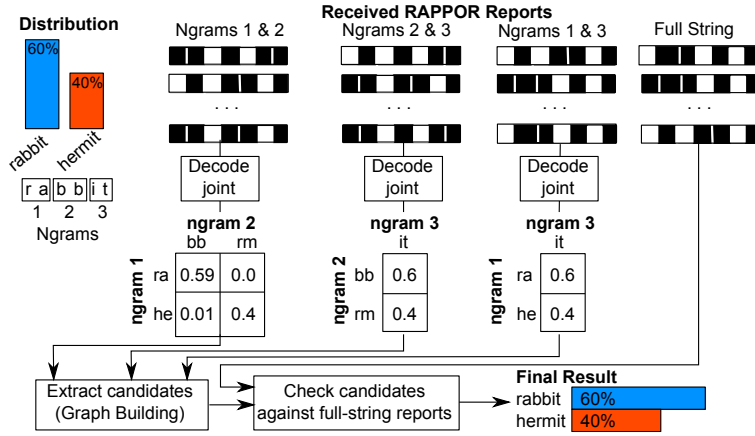 Received RAPPOR Reports
Distribution
60%
40%
rabbit
hermit
r a b b i t
1 2 3
Ngrams
Ngrams 1 & 2
Ngrams 2 & 3
Ngrams 1 & 3
Full String
. . .
. . .
. . .
. . .
Decode
joint
Decode
joint
Decode
joint
ngram 2
bb rm
ngram 1
ra 0.59 0.0
he 0.01 0.4
ngram 3
it
ngram 2
bb 0.6
rm 0.4
ngram 3
it
ngram 1
ra 0.6
he 0.4
Extract candidates
(Graph Building)
Check candidates
against full-string reports
Final Result
rabbit 60%
hermit 40%